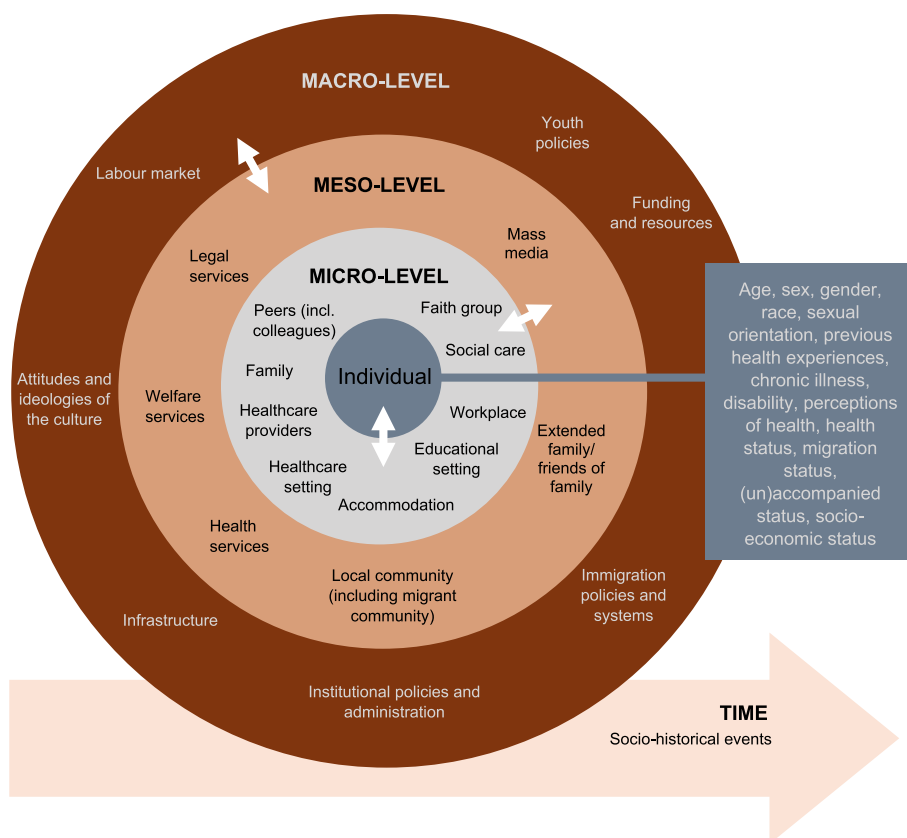 MACRO-LEVEL
Youth
policies
Labour market
Funding
and resources
Attitudes and
ideologies
of the culture
Infrastructure
Immigration
policies and
systems
Institutional policies and
administration
MESO-LEVEL
Mass
media
Legal
services
Welfare
services
Extended
family/
friends of
family
Health
services
Local community
(including migrant
community)
MICRO-LEVEL
Peers (incl.
colleagues)
Faith group
Social care
Family
Workplace
Healthcare
providers
Educational
setting
Healthcare
setting
Accommodation
Individual
Age, sex, gender,
race, sexual
orientation, previous
health experiences,
chronic illness,
disability, perceptions
of health, health
status, migration
status,
(un)accompanied
status, socio-
economic status
TIME
Socio-historical events